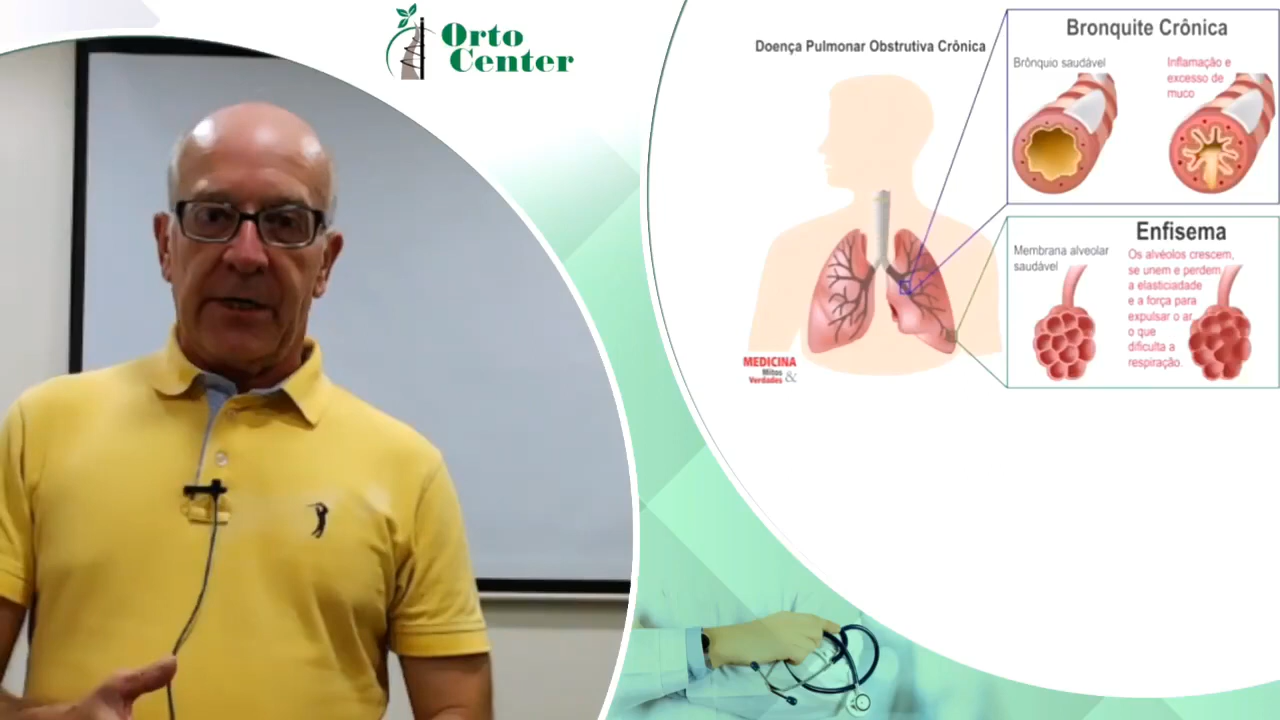 Orto
Center
Doença Pulmonar Obstrutiva Crônica
Bronquite Crônica
Brônquio saudável
Inflamação e
excesso de
muco
Enfisema
Membrana alveolar
saudável
Os alvéolos crescem,
se unem e perdem
a elasticiadade
e a força para
expulsar o ar
o que
dificulta a
respiração.
MEDICINA
Mitos
Verdades &